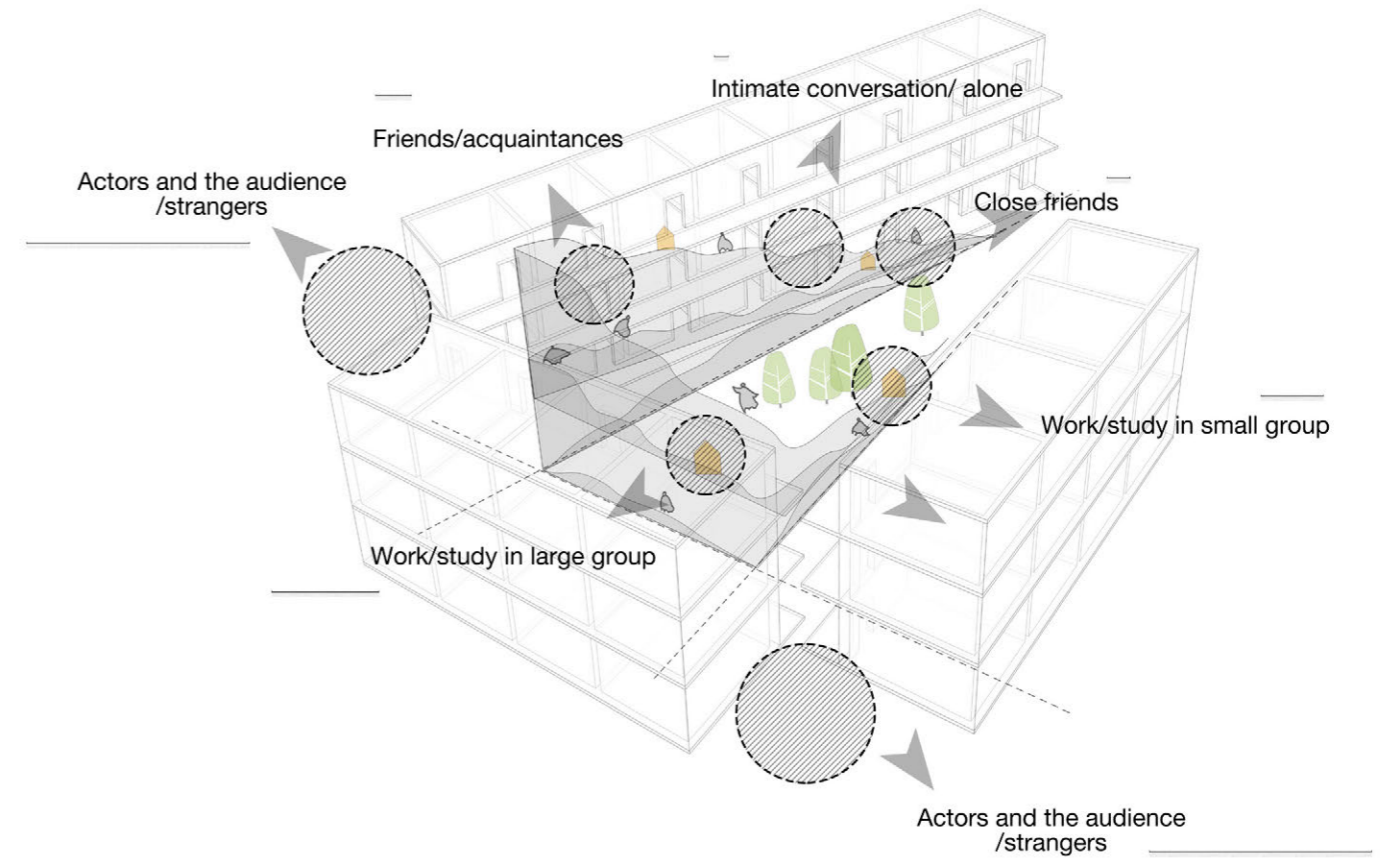 Intimate conversation/ alone
Friends/acquaintances
Actors and the audience
/strangers
Close friends
Work/study in small group
Work/study in large group
Actors and the audience
/strangers